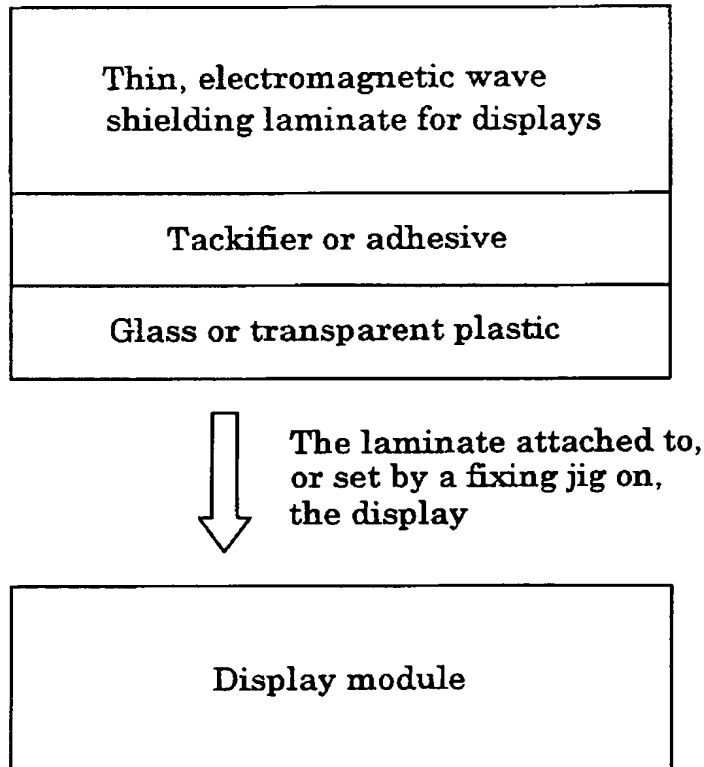 Thin, electromagnetic wave
shielding laminate for displays
Tackifier or adhesive
Glass or transparent plastic
The laminate attached to,
or set by a fixing jig on,
the display
Display module